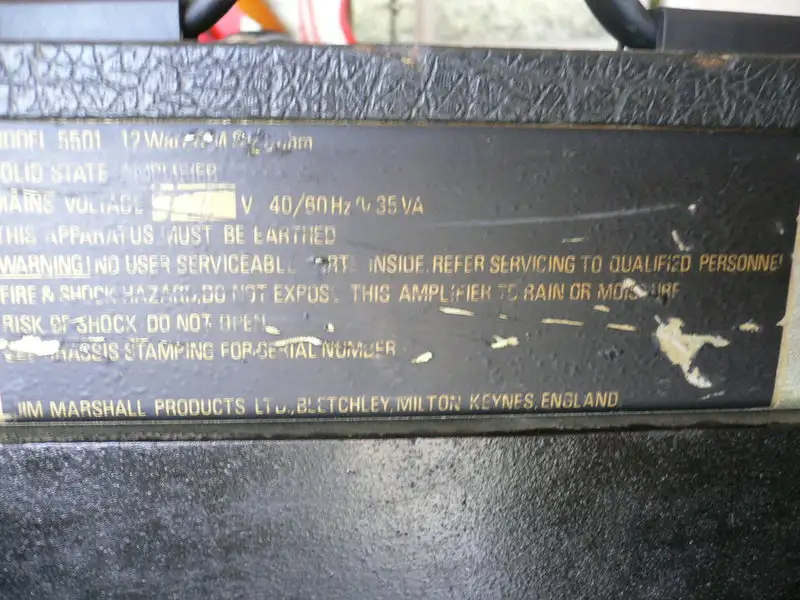 MODEL 5501 12 Watt
SOLID STATE AMPLIFIER
MAINS VOLTAGE V 40/60Hz ∿ 35 VA
THIS APPARATUS MUST BE EARTHED
WARNING! NO USER SERVICEABLE PARTS INSIDE. REFER SERVICING TO QUALIFIED PERSONNEL
FIRE & SHOCK HAZARD, DO NOT EXPOSE THIS AMPLIFIER TO RAIN OR MOISTURE
RISK OF SHOCK DO NOT OPEN
CHASSIS STAMPING FOR SERIAL NUMBER
JIM MARSHALL PRODUCTS LTD., BLETCHLEY, MILTON KEYNES, ENGLAND.